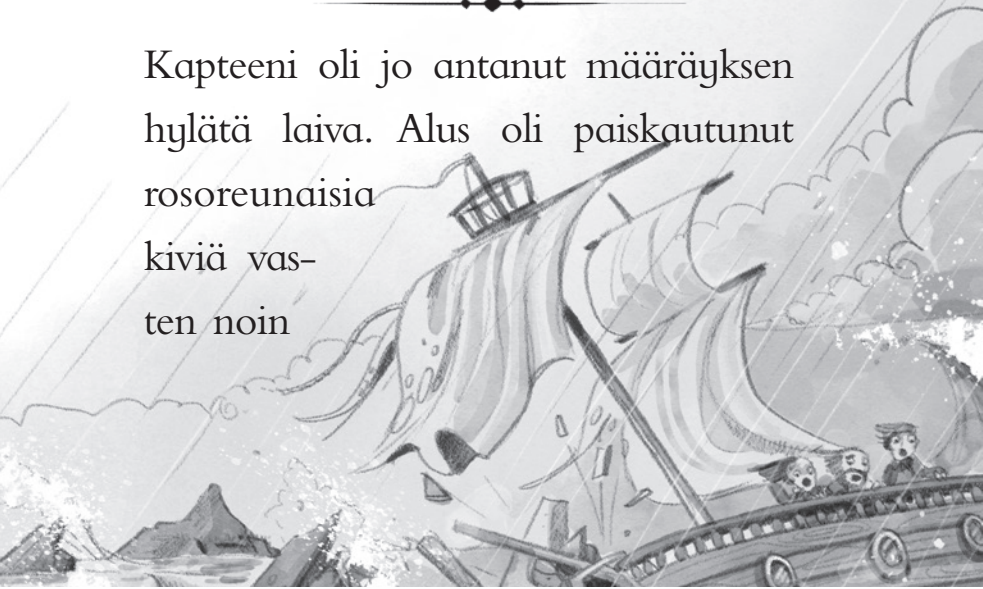 Kapteeni oli jo antanut määräyksen
hylätä laiva. Alus oli paiskautunut
rosoreunaisia
kiviä vas-
ten noin